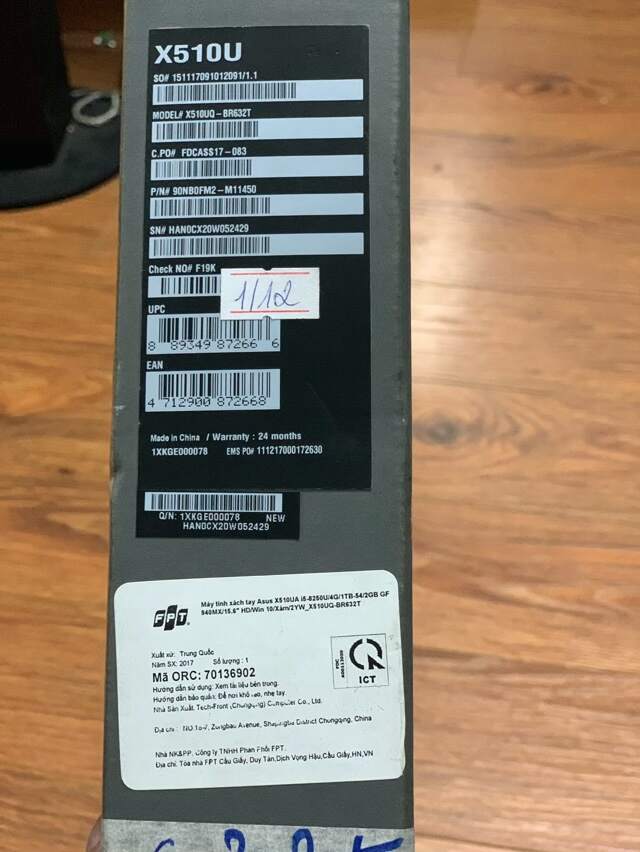 X510U
SO# 151117091012091/1.1
MODEL# X510UQ-BR632T
C.PO# FDCASS17-083
P/N# 90NB0FM2-M11450
SN# HAN0CX20W052429
Check NO# F19K
1/12
UPC
8 89349 87266 6
EAN
4 712900 872668
Made in China / Warranty : 24 months
1XKGE000078 EMS PO# 111217000172630
Q/N: 1XKGE000078 NEW
HAN0CX20W052429
FPT.
Máy tính xách tay Asus X510UA i5-8250U/4G/1TB-54/2GB GF
940MX/15.6" HD/Win 10/Xám/2YW_X510UQ-BR632T
Xuất xứ: Trung Quốc
Năm SX: 2017 Số lượng : 1
Mã ORC: 70136902
Hướng dẫn sử dụng: Xem tài liệu bên trong.
Hướng dẫn bảo quản: Để nơi khô ráo, nhẹ tay.
Nhà Sản Xuất: Tech-Front (Chongqing) Computer Co., Ltd.
Địa chỉ : Zongbao Avenue, Shapingba District Chongqing, China
Nhà NK&PP: Công ty TNHH Phân Phối FPT.
Địa chỉ: Tòa nhà FPT Cầu Giấy, Duy Tân,Dịch Vọng Hậu,Cầu Giấy,HN,VN
ICT